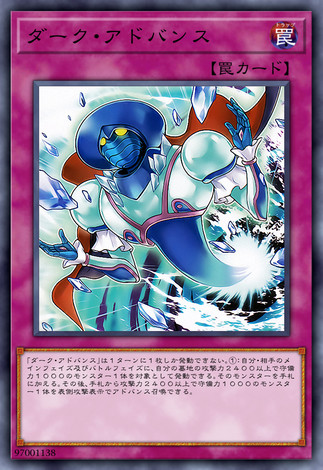 ダーク・アドバンス
トラップ
罠
【罠カード】
「ダーク・アドバンス」は1ターンに1枚しか発動できない。①：自分・相手のメ
インフェイズ及びバトルフェイズに、自分の墓地の攻撃力2400以上で守備
力1000のモンスター1体を対象として発動できる。そのモンスターを手札
に加える。その後、手札から攻撃力2400以上で守備力1000のモンスタ
ー1体を表側攻撃表示でアドバンス召喚できる。
97001138